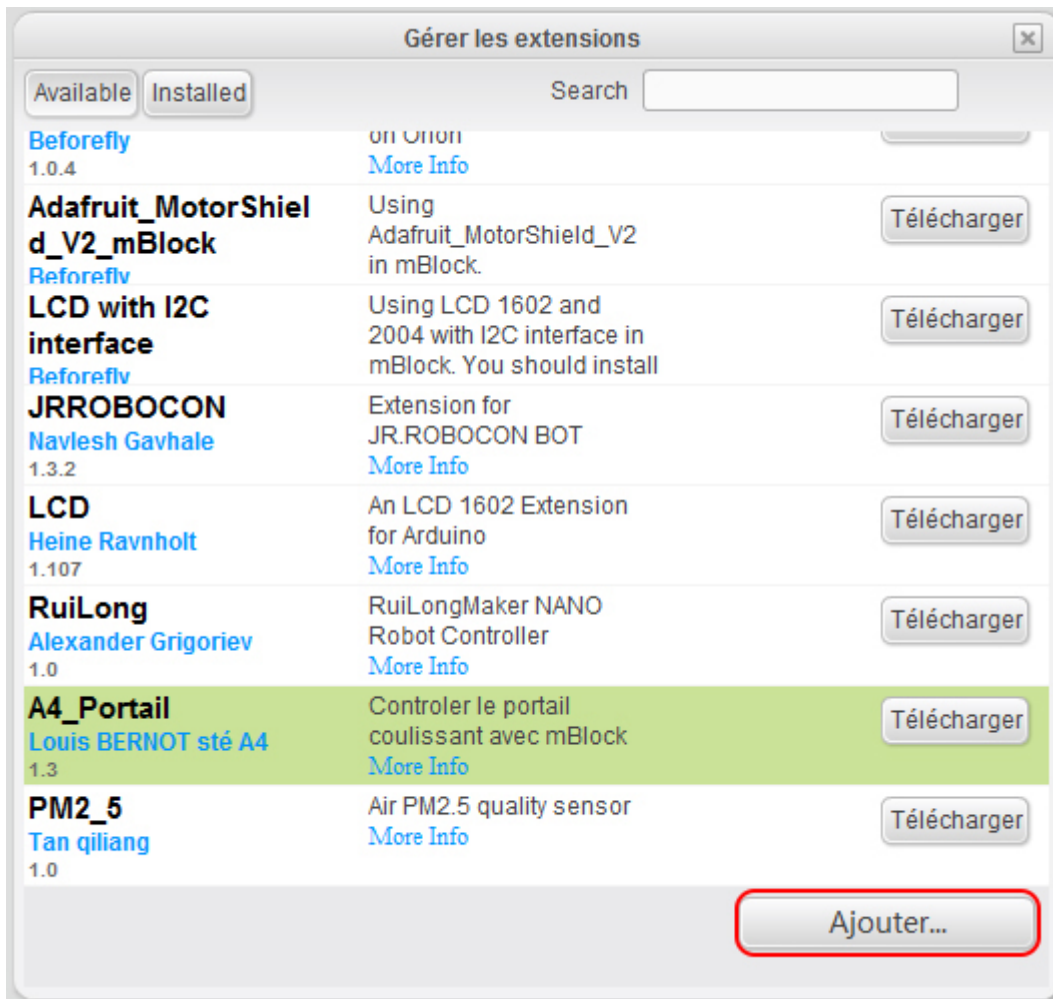 Gérer les extensions
Available Installed Search
Beforefly
1.0.4
on Orion
More Info
Adafruit_MotorShiel
d_V2_mBlock
Beforefly
Using
Adafruit_MotorShield_V2
in mBlock.
Télécharger
LCD with I2C
interface
Beforefly
Using LCD 1602 and
2004 with I2C interface in
mBlock. You should install
Télécharger
JRROBOCON
Navlesh Gavhale
1.3.2
Extension for
JR.ROBOCON BOT
More Info
Télécharger
LCD
Heine Ravnholt
1.107
An LCD 1602 Extension
for Arduino
More Info
Télécharger
RuiLong
Alexander Grigoriev
1.0
RuiLongMaker NANO
Robot Controller
More Info
Télécharger
A4_Portail
Louis BERNOT sté A4
1.3
Controler le portail
coulissant avec mBlock
More Info
Télécharger
PM2_5
Tan qiliang
1.0
Air PM2.5 quality sensor
More Info
Télécharger
Ajouter...